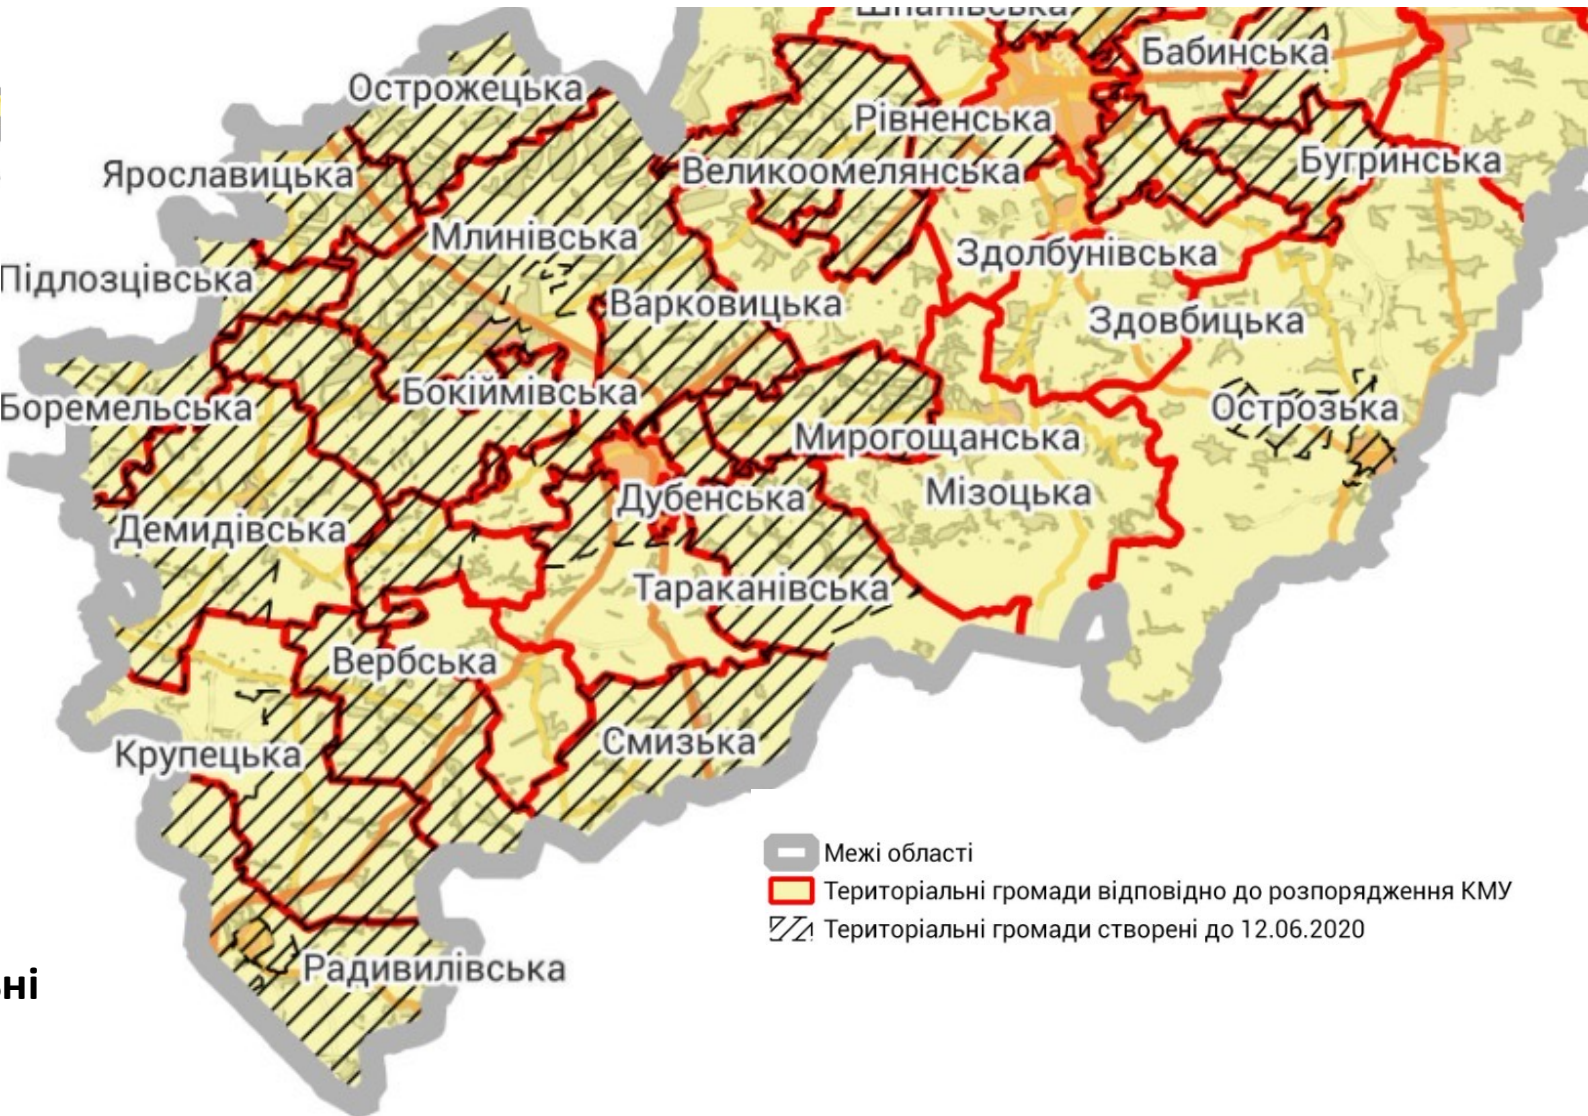 Шпанівська
Бабинська
Острожецька
Рівненська
Ярославицька
Великоомелянська
Бугринська
Млинівська
Здолбунівська
Підлозцівська
Варковицька
Здовбицька
Бокіймівська
Боремельська
Острозька
Мирогощанська
Дубенська
Мізоцька
Демидівська
Тараканівська
Вербська
Смизька
Крупецька
Межі області
Територіальні громади відповідно до розпорядження КМУ
Територіальні громади створені до 12.06.2020
Радивилівська
ні